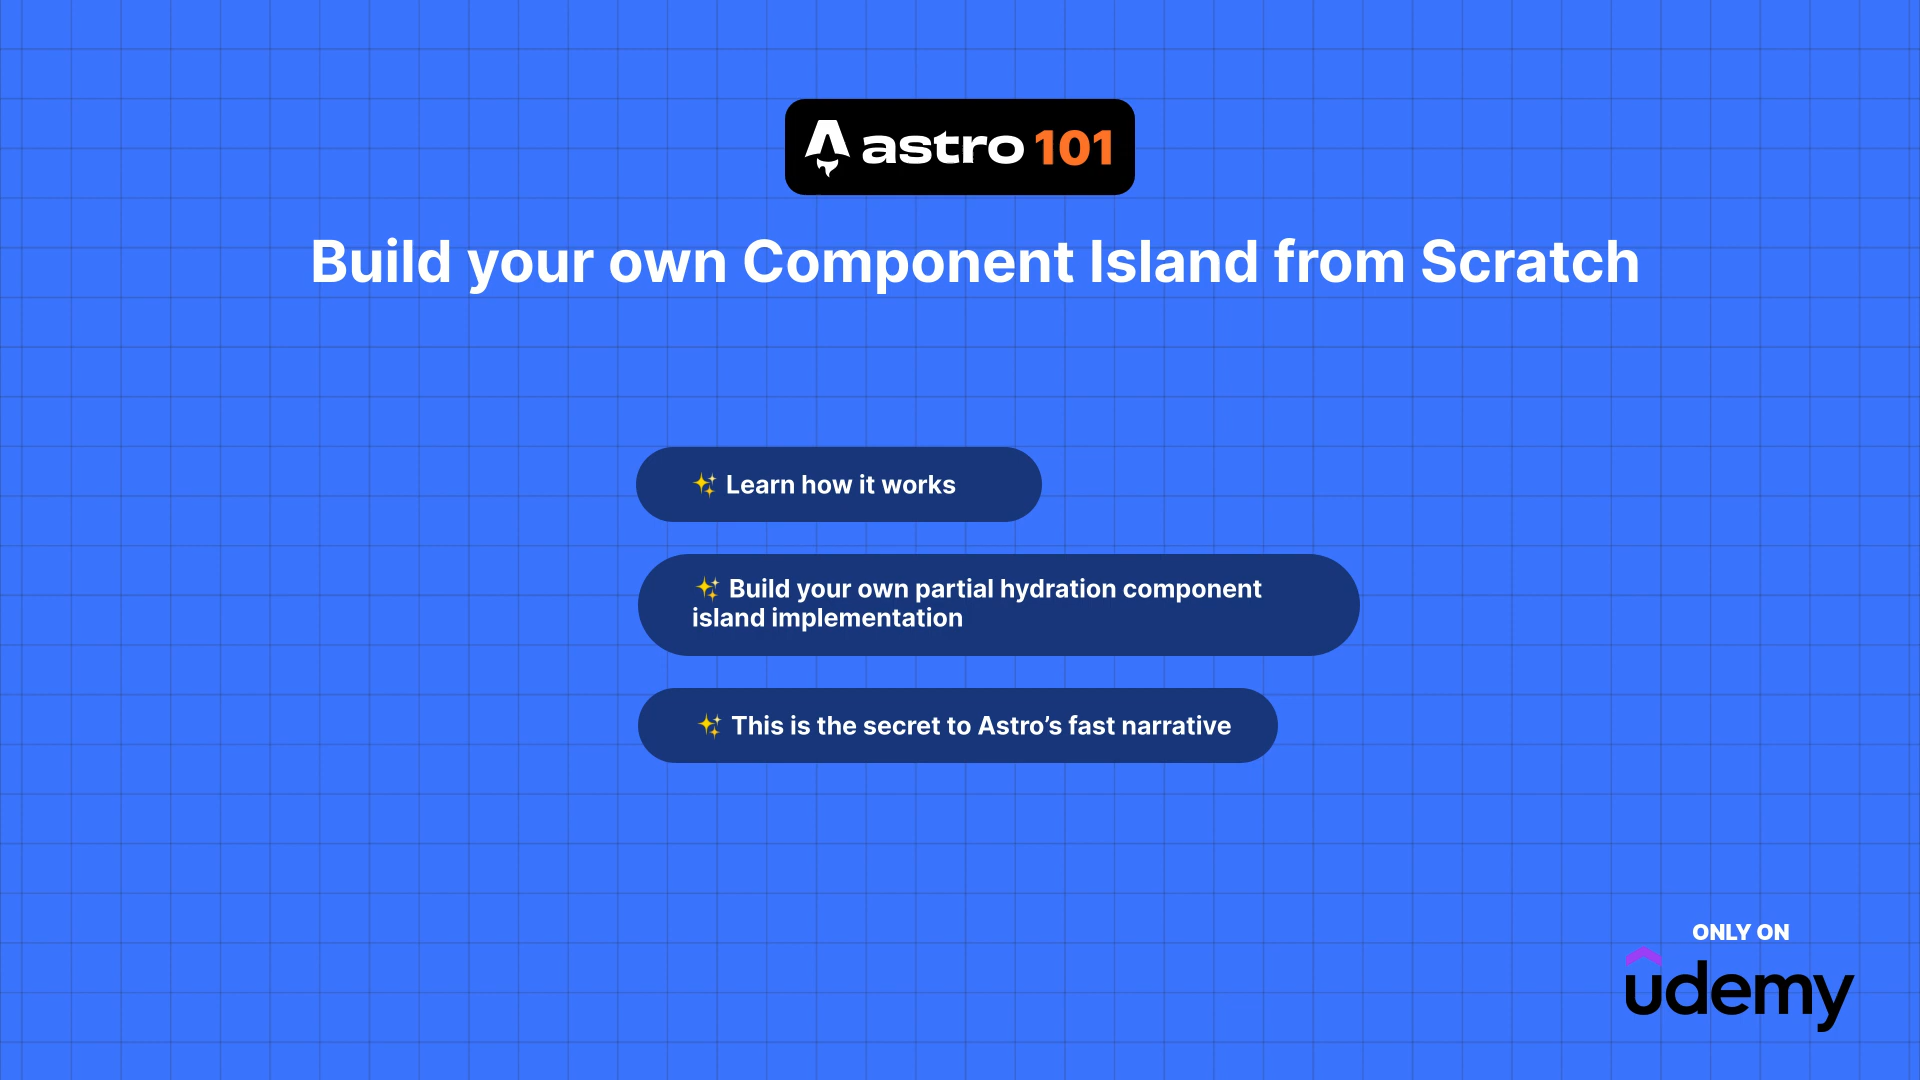 astro 101
Build your own Component Island from Scratch
✨ Learn how it works
✨ Build your own partial hydration component
island implementation
✨ This is the secret to Astro’s fast narrative
ONLY ON
udemy